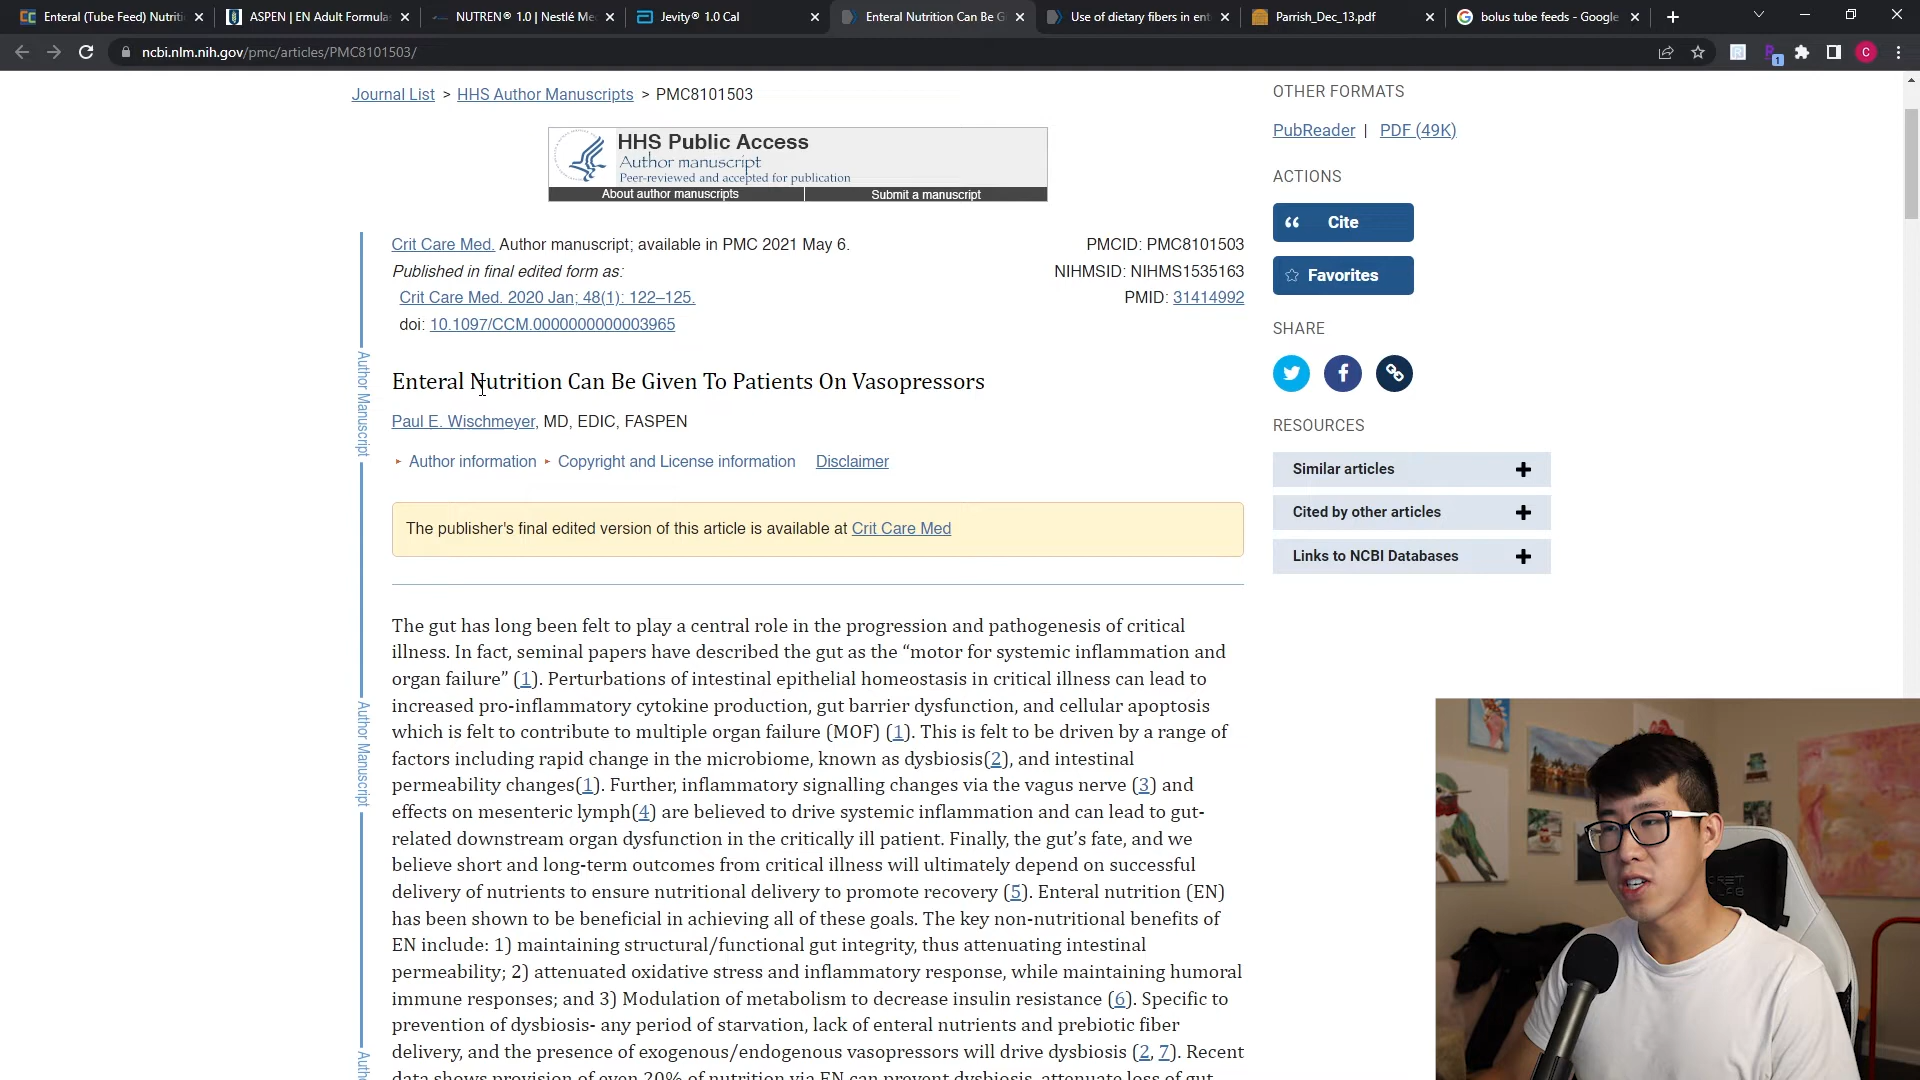 Enteral (Tube Feed) Nutriti
ASPEN | EN Adult Formula
NUTREN® 1.0 | Nestlé Me
Jevity® 1.0 Cal
Enteral Nutrition Can Be G
Use of dietary fibers in ent
Parrish_Dec_13.pdf
bolus tube feeds - Google
ncbi.nlm.nih.gov/pmc/articles/PMC8101503/
C
1
Journal List > HHS Author Manuscripts > PMC8101503
HHS Public Access
Author manuscript
Peer-reviewed and accepted for publication
About author manuscripts
Submit a manuscript
Crit Care Med. Author manuscript; available in PMC 2021 May 6.
Published in final edited form as:
Crit Care Med. 2020 Jan; 48(1): 122–125.
doi: 10.1097/CCM.0000000000003965
PMCID: PMC8101503
NIHMSID: NIHMS1535163
PMID: 31414992
Author Manuscript
Author Manuscript
Enteral Nutrition Can Be Given To Patients On Vasopressors
Paul E. Wischmeyer, MD, EDIC, FASPEN
Author information
Copyright and License information
Disclaimer
The publisher's final edited version of this article is available at Crit Care Med
The gut has long been felt to play a central role in the progression and pathogenesis of critical
illness. In fact, seminal papers have described the gut as the “motor for systemic inflammation and
organ failure” (1). Perturbations of intestinal epithelial homeostasis in critical illness can lead to
increased pro-inflammatory cytokine production, gut barrier dysfunction, and cellular apoptosis
which is felt to contribute to multiple organ failure (MOF) (1). This is felt to be driven by a range of
factors including rapid change in the microbiome, known as dysbiosis(2), and intestinal
permeability changes(1). Further, inflammatory signalling changes via the vagus nerve (3) and
effects on mesenteric lymph(4) are believed to drive systemic inflammation and can lead to gut-
related downstream organ dysfunction in the critically ill patient. Finally, the gut’s fate, and we
believe short and long-term outcomes from critical illness will ultimately depend on successful
delivery of nutrients to ensure nutritional delivery to promote recovery (5). Enteral nutrition (EN)
has been shown to be beneficial in achieving all of these goals. The key non-nutritional benefits of
EN include: 1) maintaining structural/functional gut integrity, thus attenuating intestinal
permeability; 2) attenuated oxidative stress and inflammatory response, while maintaining humoral
immune responses; and 3) Modulation of metabolism to decrease insulin resistance (6). Specific to
prevention of dysbiosis- any period of starvation, lack of enteral nutrients and prebiotic fiber
delivery, and the presence of exogenous/endogenous vasopressors will drive dysbiosis (2, 7). Recent
data shows provision of even 20% of nutrition via EN can prevent dysbiosis, attenuate loss of gut
OTHER FORMATS
PubReader | PDF (49K)
ACTIONS
Cite
Favorites
SHARE
RESOURCES
Similar articles
Cited by other articles
Links to NCBI Databases